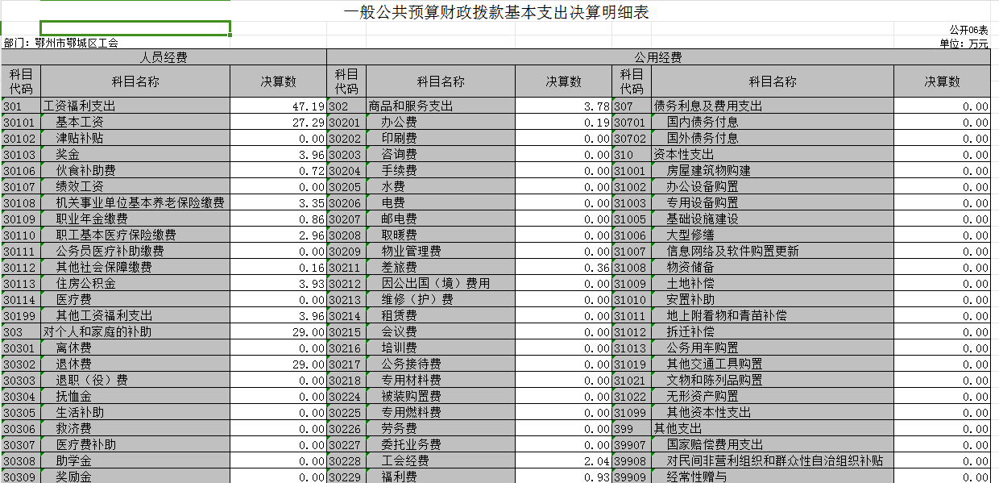 一般公共预算财政拨款基本支出决算明细表
公开06表
部门：鄂州市鄂城区工会 单位：万元
人员经费 公用经费
科目代码 科目名称 决算数 科目代码 科目名称 决算数 科目代码 科目名称 决算数
301 工资福利支出 47.19 302 商品和服务支出 3.78 307 债务利息及费用支出 0.00
30101 基本工资 27.29 30201 办公费 0.19 30701 国内债务付息 0.00
30102 津贴补贴 0.00 30202 印刷费 0.00 30702 国外债务付息 0.00
30103 奖金 3.96 30203 咨询费 0.00 310 资本性支出 0.00
30106 伙食补助费 0.72 30204 手续费 0.00 31001 房屋建筑物购建 0.00
30107 绩效工资 0.00 30205 水费 0.00 31002 办公设备购置 0.00
30108 机关事业单位基本养老保险缴费 3.35 30206 电费 0.00 31003 专用设备购置 0.00
30109 职业年金缴费 0.86 30207 邮电费 0.00 31005 基础设施建设 0.00
30110 职工基本医疗保险缴费 2.96 30208 取暖费 0.00 31006 大型修缮 0.00
30111 公务员医疗补助缴费 0.00 30209 物业管理费 0.00 31007 信息网络及软件购置更新 0.00
30112 其他社会保障缴费 0.16 30211 差旅费 0.36 31008 物资储备 0.00
30113 住房公积金 3.93 30212 因公出国（境）费用 0.00 31009 土地补偿 0.00
30114 医疗费 0.00 30213 维修（护）费 0.00 31010 安置补助 0.00
30199 其他工资福利支出 3.96 30214 租赁费 0.00 31011 地上附着物和青苗补偿 0.00
303 对个人和家庭的补助 29.00 30215 会议费 0.00 31012 拆迁补偿 0.00
30301 离休费 0.00 30216 培训费 0.00 31013 公务用车购置 0.00
30302 退休费 29.00 30217 公务接待费 0.00 31019 其他交通工具购置 0.00
30303 退职（役）费 0.00 30218 专用材料费 0.00 31021 文物和陈列品购置 0.00
30304 抚恤金 0.00 30224 被装购置费 0.00 31022 无形资产购置 0.00
30305 生活补助 0.00 30225 专用燃料费 0.00 31099 其他资本性支出 0.00
30306 救济费 0.00 30226 劳务费 0.00 399 其他支出 0.00
30307 医疗费补助 0.00 30227 委托业务费 0.00 39907 国家赔偿费用支出 0.00
30308 助学金 0.00 30228 工会经费 2.04 39908 对民间非营利组织和群众性自治组织补贴 0.00
30309 奖励金 0.00 30229 福利费 0.93 39909 经常性赠与 0.00